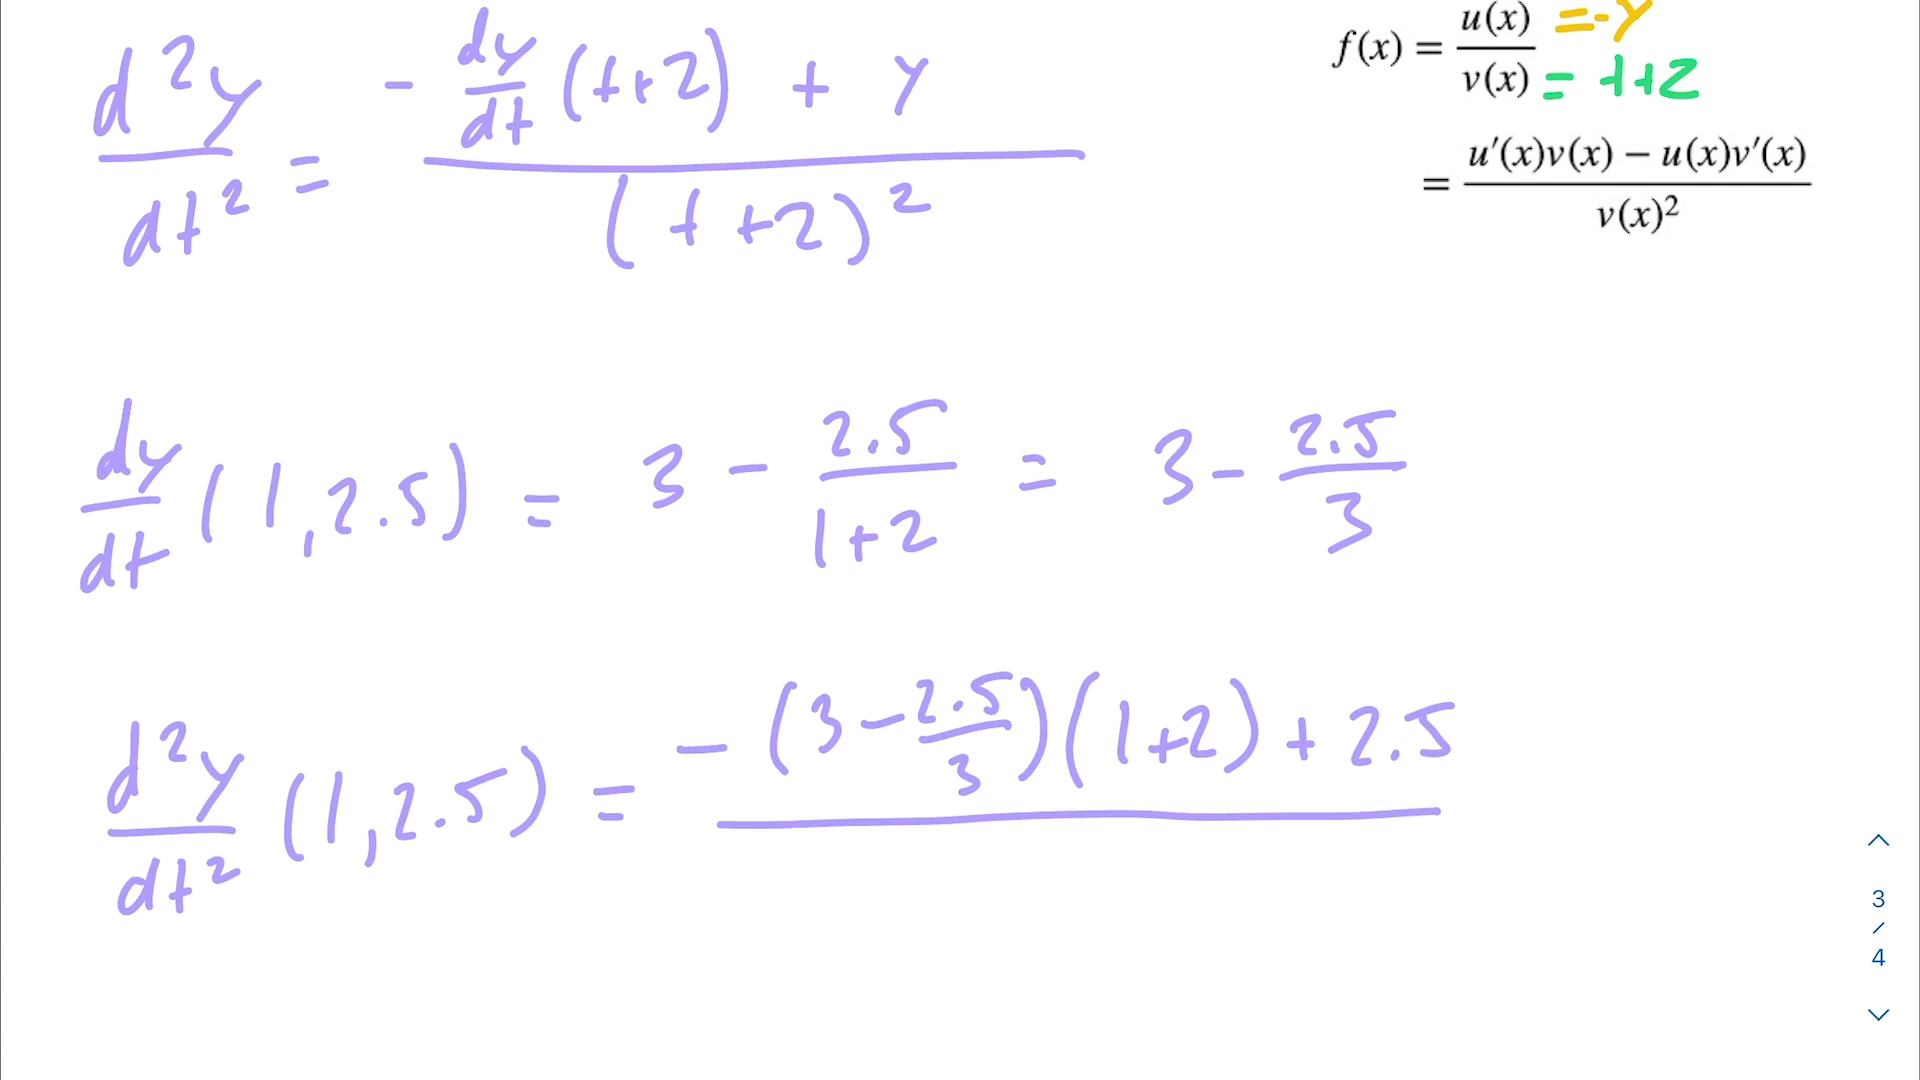 d²y/dt² = - dy/dt (t+2) + y / (t+2)²
f(x) = u(x)/v(x) =-y = t+2
= u′(x)v(x) − u(x)v′(x) / v(x)²
dy/dt (1,2.5) = 3 - 2.5/1+2 = 3 - 2.5/3
d²y/dt² (1,2.5) = -(3-2.5/3)(1+2)+2.5
3
/
4